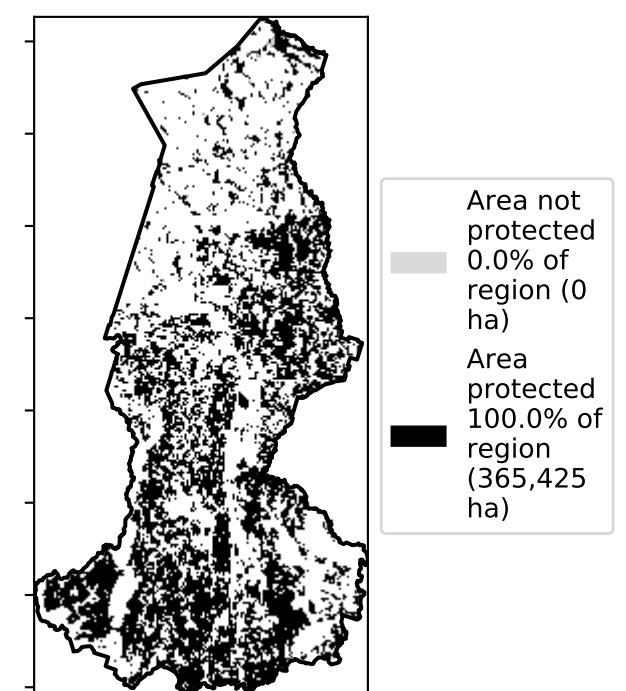 Area not
protected
0.0% of
region (0
ha)
Area
protected
100.0% of
region
(365,425
ha)